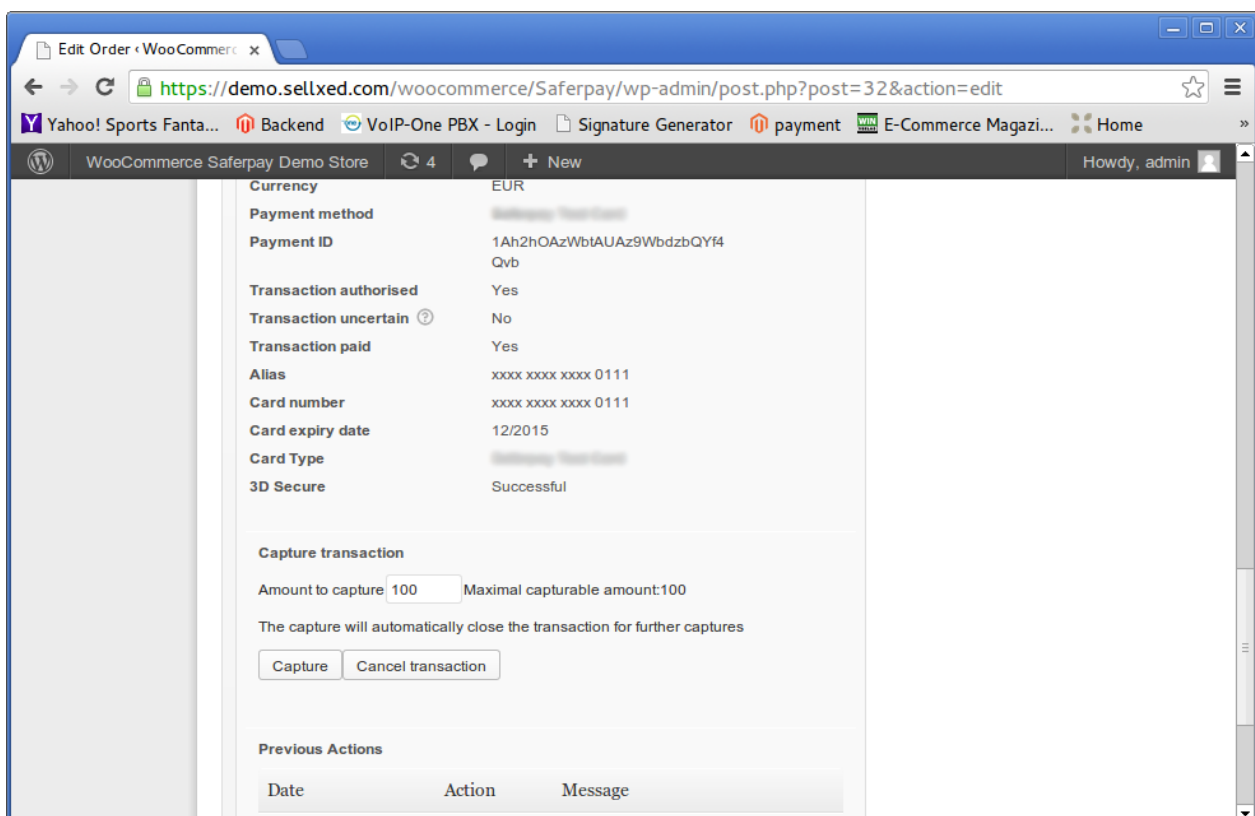 Edit Order ‹ WooCommerc
https://demo.sellxed.com/woocommerce/Saferpay/wp-admin/post.php?post=32&action=edit
Yahoo! Sports Fanta... Backend VoIP-One PBX - Login Signature Generator payment E-Commerce Magazi... Home »
WooCommerce Saferpay Demo Store 4 + New Howdy, admin
Currency EUR
Payment method
Payment ID 1Ah2hOAzWbtAUAz9WbdzbQYf4
Qvb
Transaction authorised Yes
Transaction uncertain ? No
Transaction paid Yes
Alias xxxx xxxx xxxx 0111
Card number xxxx xxxx xxxx 0111
Card expiry date 12/2015
Card Type
3D Secure Successful
Capture transaction
Amount to capture 100 Maximal capturable amount:100
The capture will automatically close the transaction for further captures
Capture Cancel transaction
Previous Actions
Date Action Message